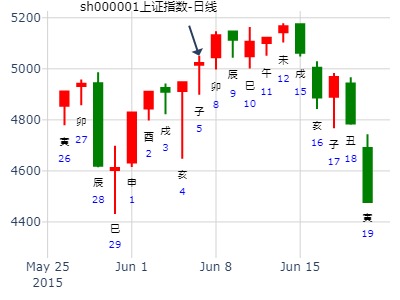 sh000001上证指数-日线
5200
5000
4800
4600
4400
寅
26
卯
27
辰
28
巳
29
申
1
酉
2
戌
3
亥
4
子
5
卯
8
辰
9
巳
10
午
11
未
12
戌
15
亥
16
子
17
丑
18
寅
19
May 25
2015
Jun 1
Jun 8
Jun 15